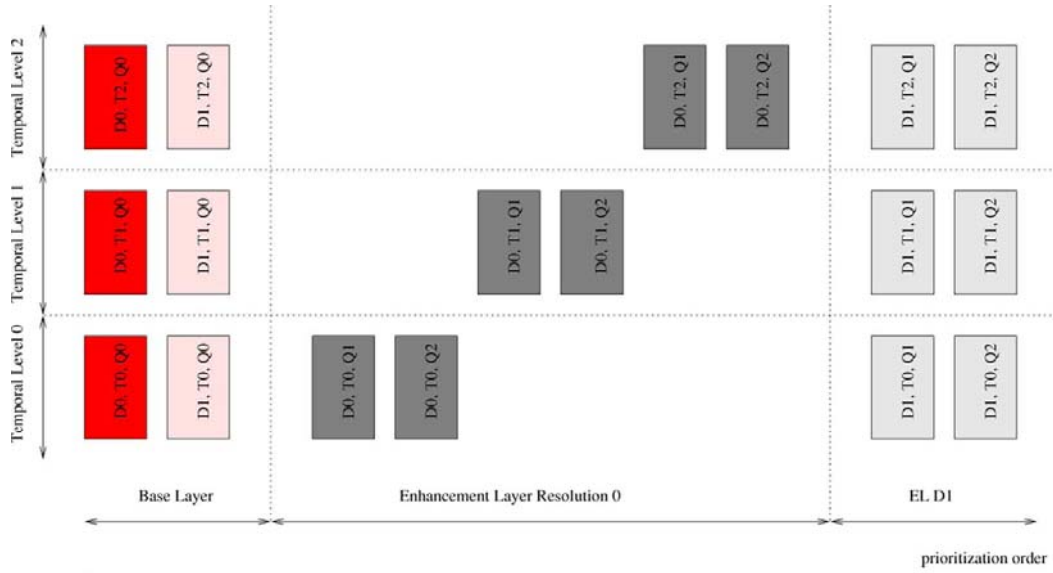 Temporal Level 2
D0, T2, Q0
D1, T2, Q0
D0, T2, Q1
D0, T2, Q2
D1, T2, Q1
D1, T2, Q2
Temporal Level 1
D0, T1, Q0
D1, T1, Q0
D0, T1, Q1
D0, T1, Q2
D1, T1, Q1
D1, T1, Q2
Temporal Level 0
D0, T0, Q0
D1, T0, Q0
D0, T0, Q1
D0, T0, Q2
D1, T0, Q1
D1, T0, Q2
Base Layer
Enhancement Layer Resolution 0
EL D1
prioritization order